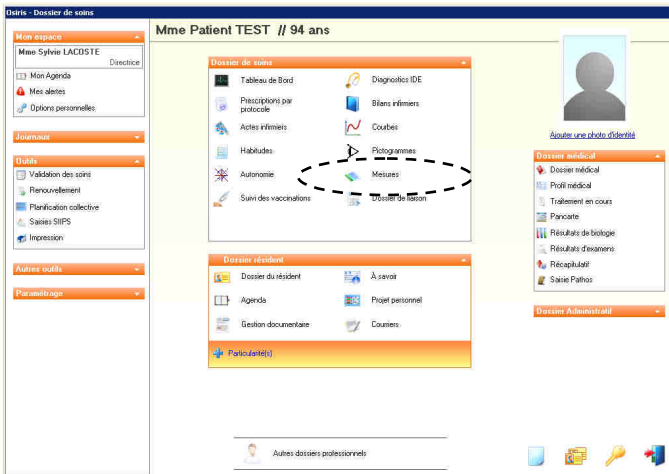 Osiris - Dossier de soins
Mme Patient TEST // 94 ans
Mon espace
Mme Sylvie LACOSTE
Directrice
Mon Agenda
Mes alertes
Options personnelles
Journaux
Outils
Validation des soins
Renouvellement
Planification collective
Saisies SIIPS
Impression
Autres outils
Paramétrage
Dossier de soins
Tableau de Bord
Diagnostics IDE
Prescriptions par
protocole
Bilans infirmiers
Actes infirmiers
Courbes
Habitudes
Pictogrammes
Autonomie
Mesures
Suivi des vaccinations
Dossier de liaison
Dossier résident
Dossier du résident
À savoir
Agenda
Projet personnel
Gestion documentaire
Courriers
Particularité(s)
Autres dossiers professionnels
Ajouter une photo d'identité
Dossier médical
Dossier médical
Profil médical
Traitement en cours
Pancarte
Résultats de biologie
Résultats d'examens
Récapitulatif
Saisie Pathos
Dossier Administratif